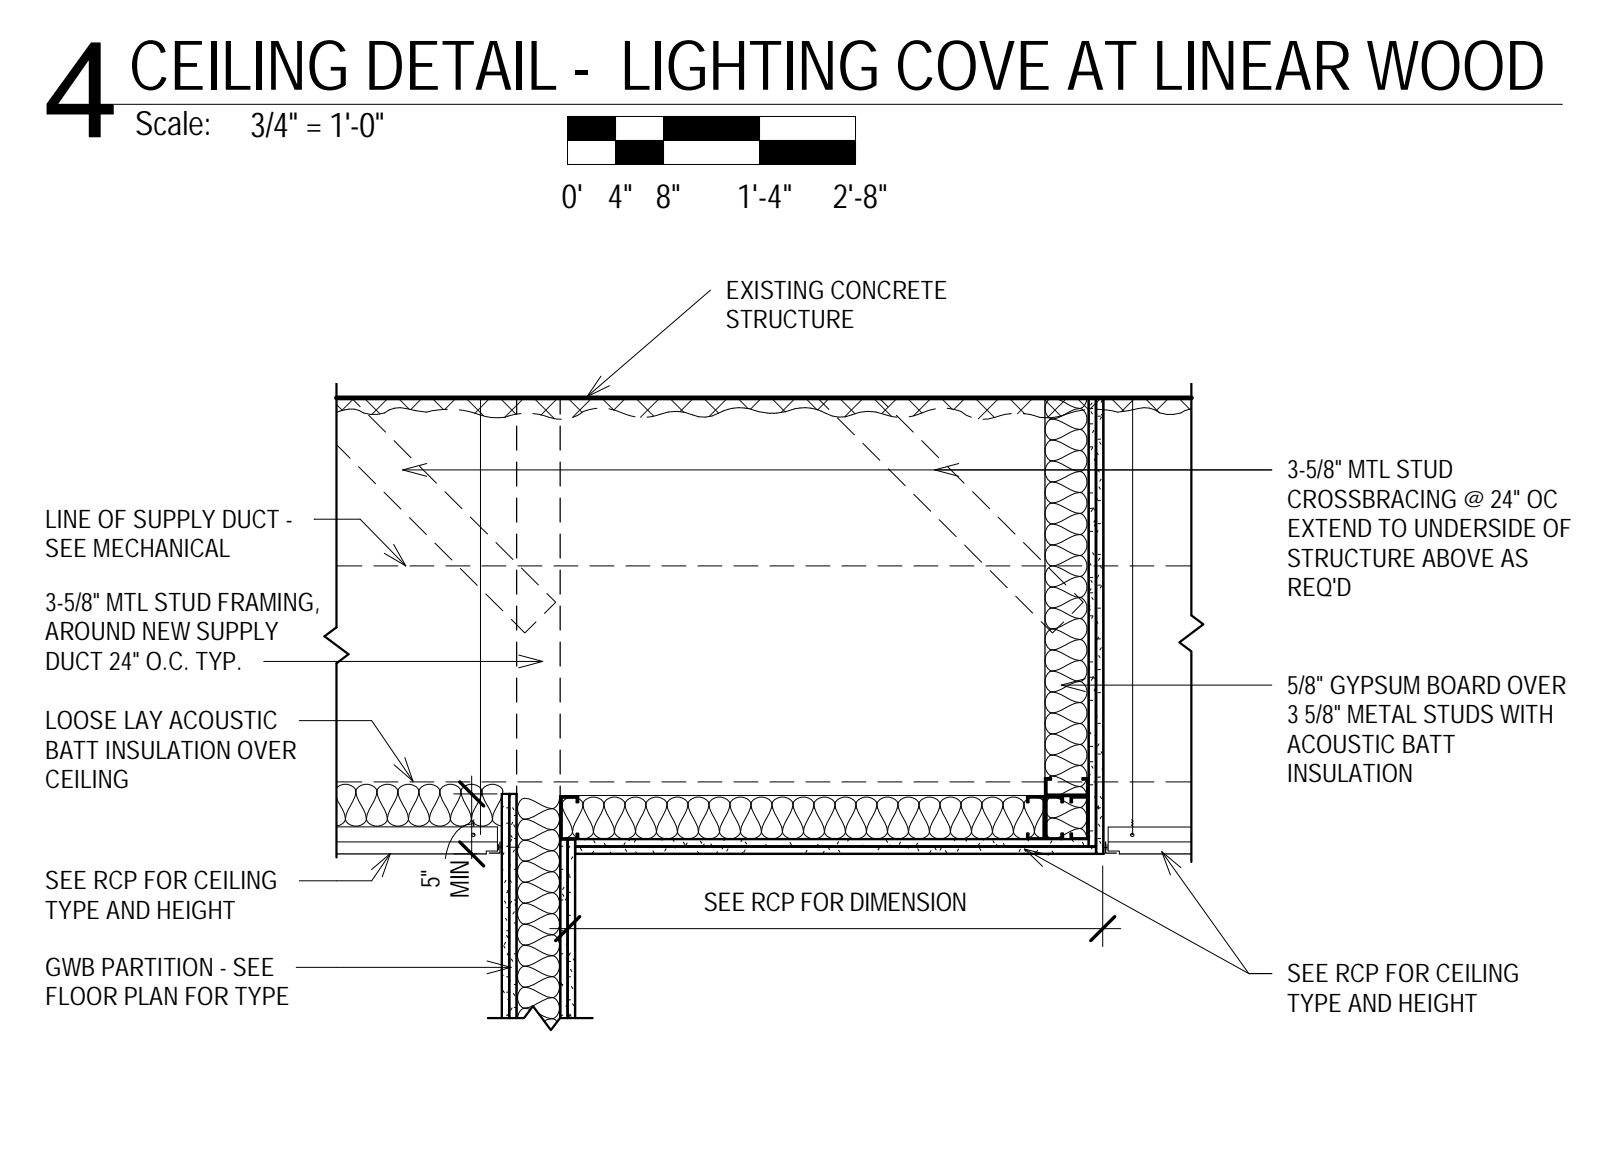 4 CEILING DETAIL - LIGHTING COVE AT LINEAR WOOD
Scale: 3/4" = 1'-0"
0' 4" 8" 1'-4" 2'-8"
EXISTING CONCRETE
STRUCTURE
LINE OF SUPPLY DUCT -
SEE MECHANICAL
3-5/8" MTL STUD FRAMING,
AROUND NEW SUPPLY
DUCT 24" O.C. TYP.
LOOSE LAY ACOUSTIC
BATT INSULATION OVER
CEILING
SEE RCP FOR CEILING
TYPE AND HEIGHT
GWB PARTITION - SEE
FLOOR PLAN FOR TYPE
5"
MIN
SEE RCP FOR DIMENSION
3-5/8" MTL STUD
CROSSBRACING @ 24" OC
EXTEND TO UNDERSIDE OF
STRUCTURE ABOVE AS
REQ'D
5/8" GYPSUM BOARD OVER
3 5/8" METAL STUDS WITH
ACOUSTIC BATT
INSULATION
SEE RCP FOR CEILING
TYPE AND HEIGHT